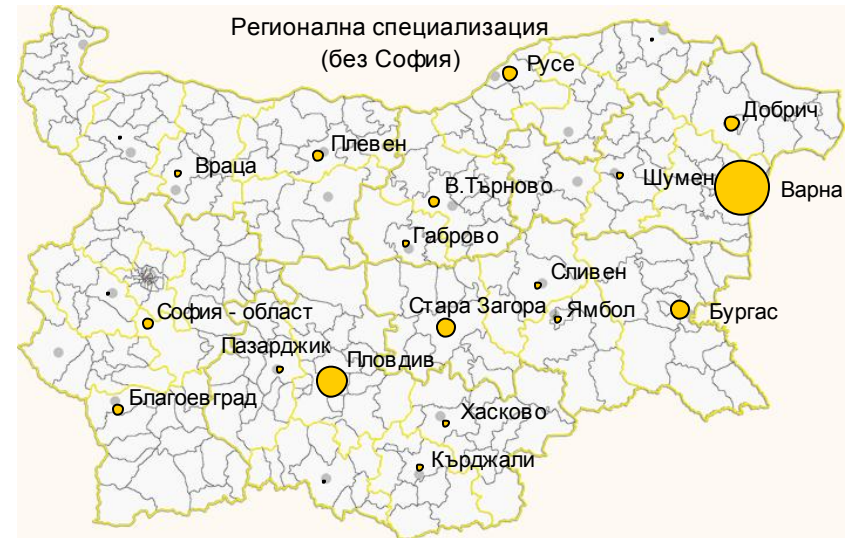 Регионална специализация
(без София)
Русе
Добрич
Плевен
Враца
Шумен
Варна
В.Търново
Габрово
Сливен
София - област
Стара Загора
Ямбол
Бургас
Пазарджик
Пловдив
Благоевград
Хасково
Кърджали